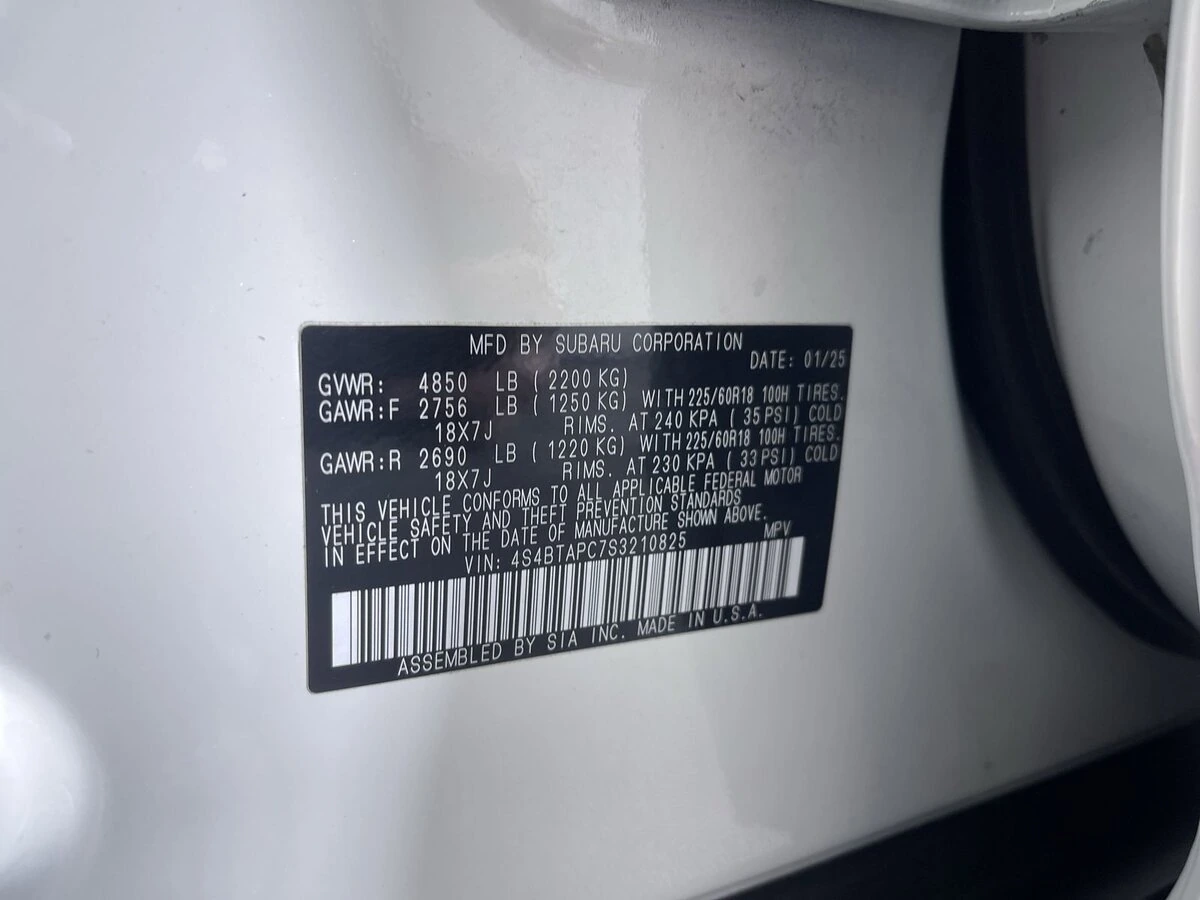 MFD BY SUBARU CORPORATION
DATE: 01/25
GVWR: 4850 LB ( 2200 KG)
GAWR:F 2756 LB ( 1250 KG) WITH 225/60R18 100H TIRES.
18X7J RIMS. AT 240 KPA ( 35 PSI) COLD
GAWR:R 2690 LB ( 1220 KG) WITH 225/60R18 100H TIRES.
18X7J RIMS. AT 230 KPA ( 33 PSI) COLD
THIS VEHICLE CONFORMS TO ALL APPLICABLE FEDERAL MOTOR
VEHICLE SAFETY AND THEFT PREVENTION STANDARDS
IN EFFECT ON THE DATE OF MANUFACTURE SHOWN ABOVE.
VIN: 4S4BTAPC7S3210825 MPV
ASSEMBLED BY SIA INC. MADE IN U.S.A.